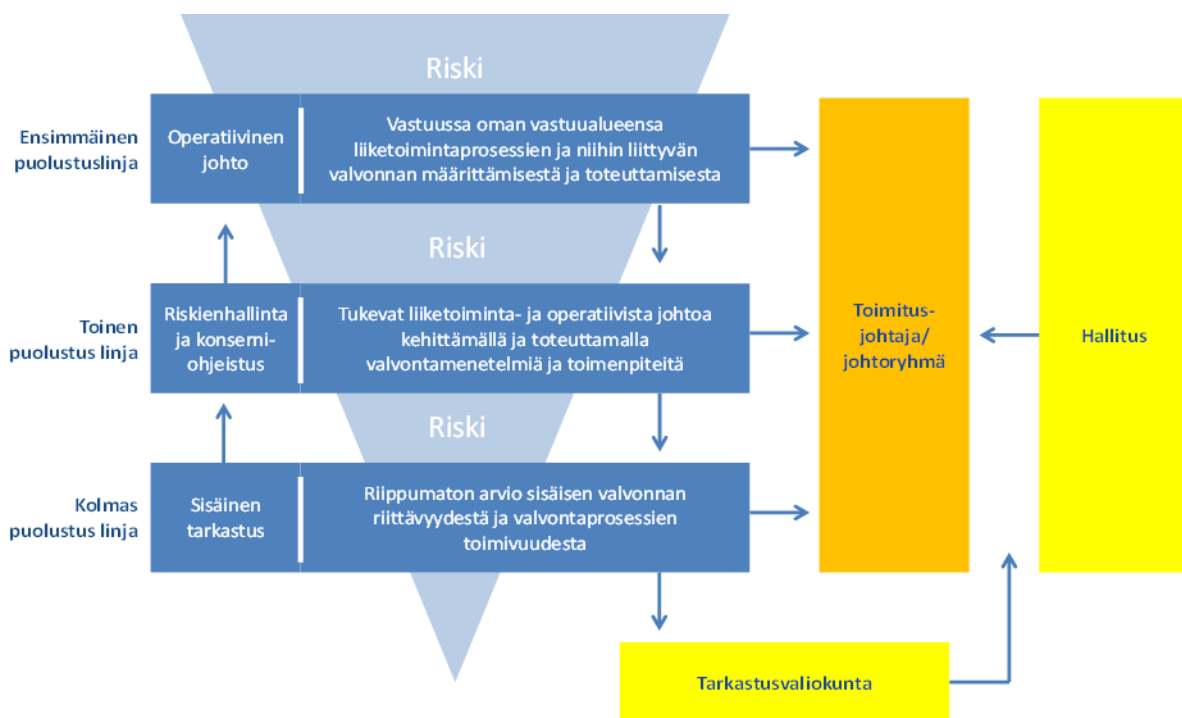 Riski
Ensimmäinen
puolustuslinja
Operatiivinen
johto
Vastuussa oman vastuualueensa
liiketoimintaprosessien ja niihin liittyvän
valvonnan määrittämisestä ja toteuttamisesta
Riski
Toinen
puolustus linja
Riskienhallinta
ja konserni-
ohjeistus
Tukevat liiketoiminta- ja operatiivista johtoa
kehittämällä ja toteuttamalla
valvontamenetelmiä ja toimenpiteitä
Toimitus-
johtaja/
johtoryhmä
Hallitus
Riski
Kolmas
puolustus linja
Sisäinen
tarkastus
Riippumaton arvio sisäisen valvonnan
riittävyydestä ja valvontaprosessien
toimivuudesta
Tarkastusvaliokunta